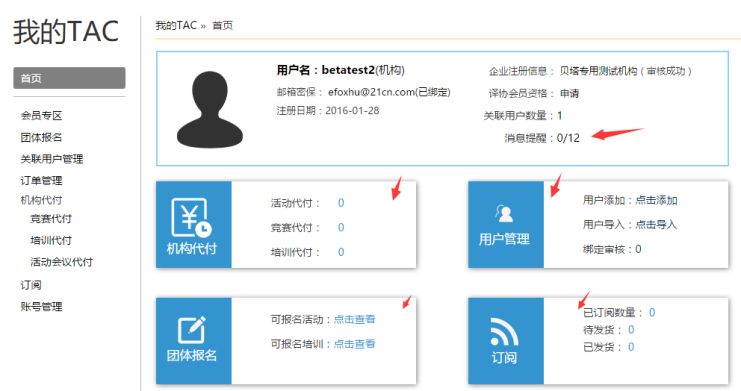 我的TAC
首页
会员专区
团体报名
关联用户管理
订单管理
机构代付
竞赛代付
培训代付
活动会议代付
订阅
账号管理
我的TAC » 首页
用户名：betatest2(机构)
邮箱密保： efoxhu@21cn.com(已绑定)
注册日期：2016-01-28
企业注册信息： 贝塔专用测试机构（审核成功）
译协会员资格： 申请
关联用户数量：1
消息提醒：0/12
机构代付
活动代付： 0
竞赛代付： 0
培训代付： 0
用户管理
用户添加：点击添加
用户导入：点击导入
绑定审核：0
团体报名
可报名活动：点击查看
可报名培训：点击查看
订阅
已订阅数量： 0
待发货： 0
已发货： 0